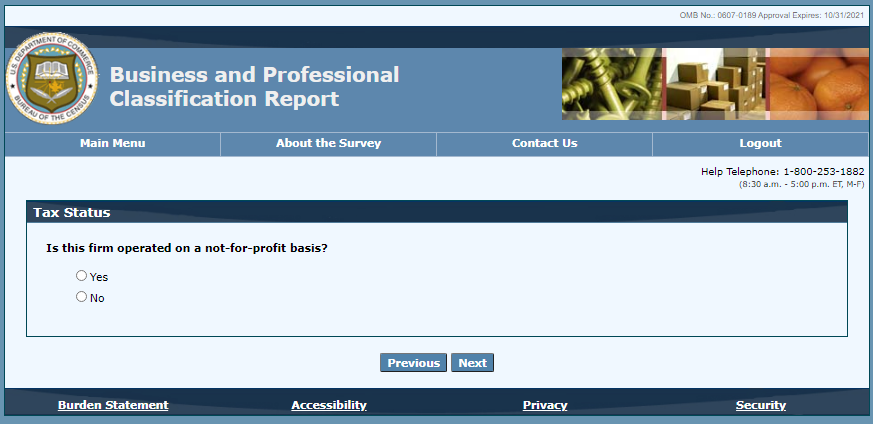 OMB No.: 0607-0189 Approval Expires: 10/31/2021
U.S. DEPARTMENT OF COMMERCE
BUREAU OF THE CENSUS
Business and Professional
Classification Report
Main Menu About the Survey Contact Us Logout
Help Telephone: 1-800-253-1882
(8:30 a.m. - 5:00 p.m. ET, M-F)
Tax Status
Is this firm operated on a not-for-profit basis?
Yes
No
Previous Next
Burden Statement Accessibility Privacy Security